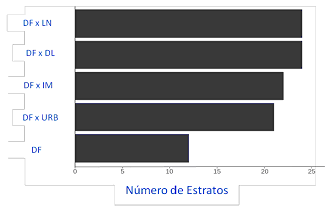 DF x LN
DF x DL
DF x IM
DF x URB
DF
0 5 10 15 20 25
Número de Estratos